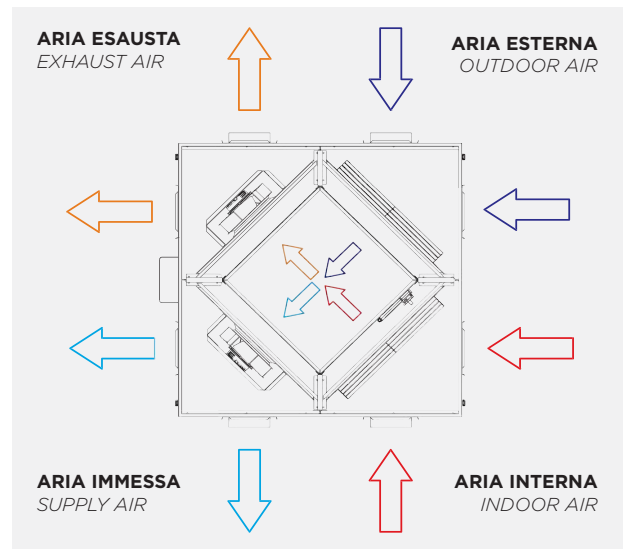 ARIA ESAUSTA
EXHAUST AIR
ARIA ESTERNA
OUTDOOR AIR
ARIA IMMESSA
SUPPLY AIR
ARIA INTERNA
INDOOR AIR